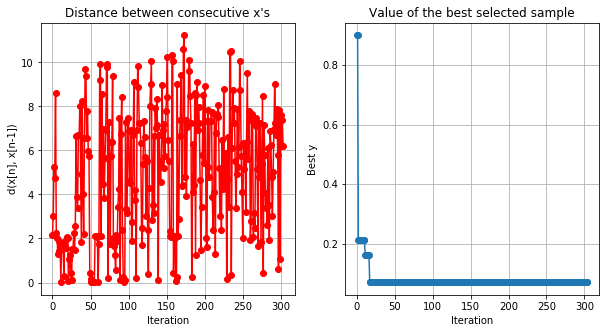 Distance between consecutive x's
d(x[n], x[n-1])
10
8
6
4
2
0
0 50 100 150 200 250 300
Iteration
Value of the best selected sample
Best y
0.8
0.6
0.4
0.2
0 50 100 150 200 250 300
Iteration